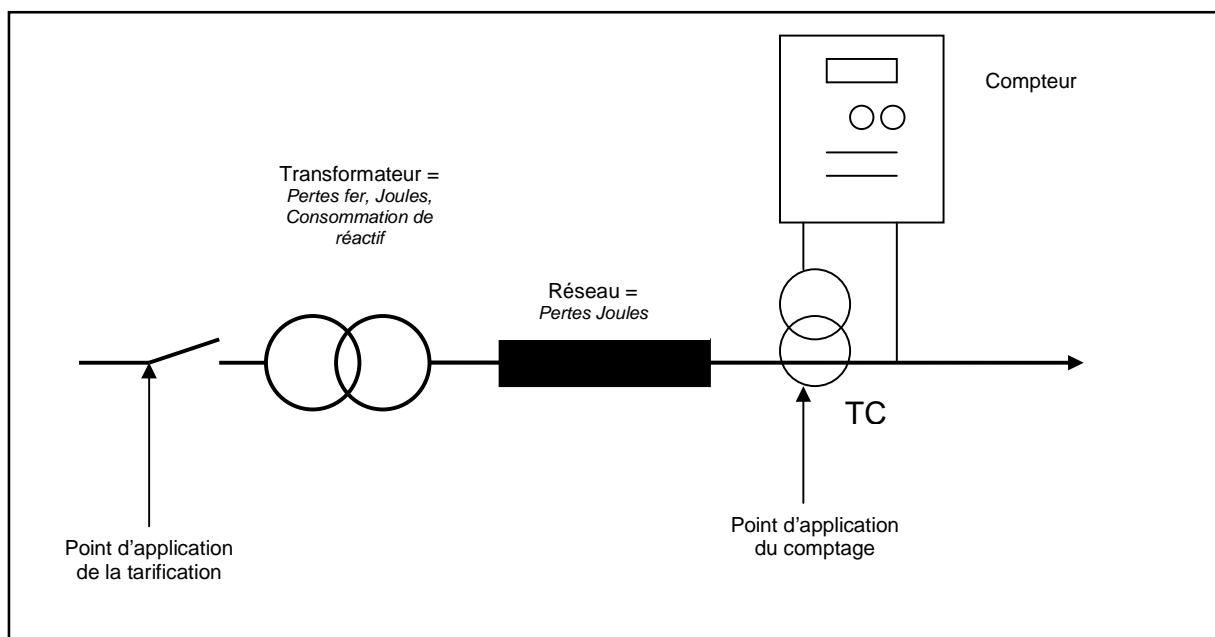 Compteur
Transformateur =
Pertes fer, Joules,
Consommation de
réactif
Réseau =
Pertes Joules
TC
Point d’application
de la tarification
Point d’application
du comptage